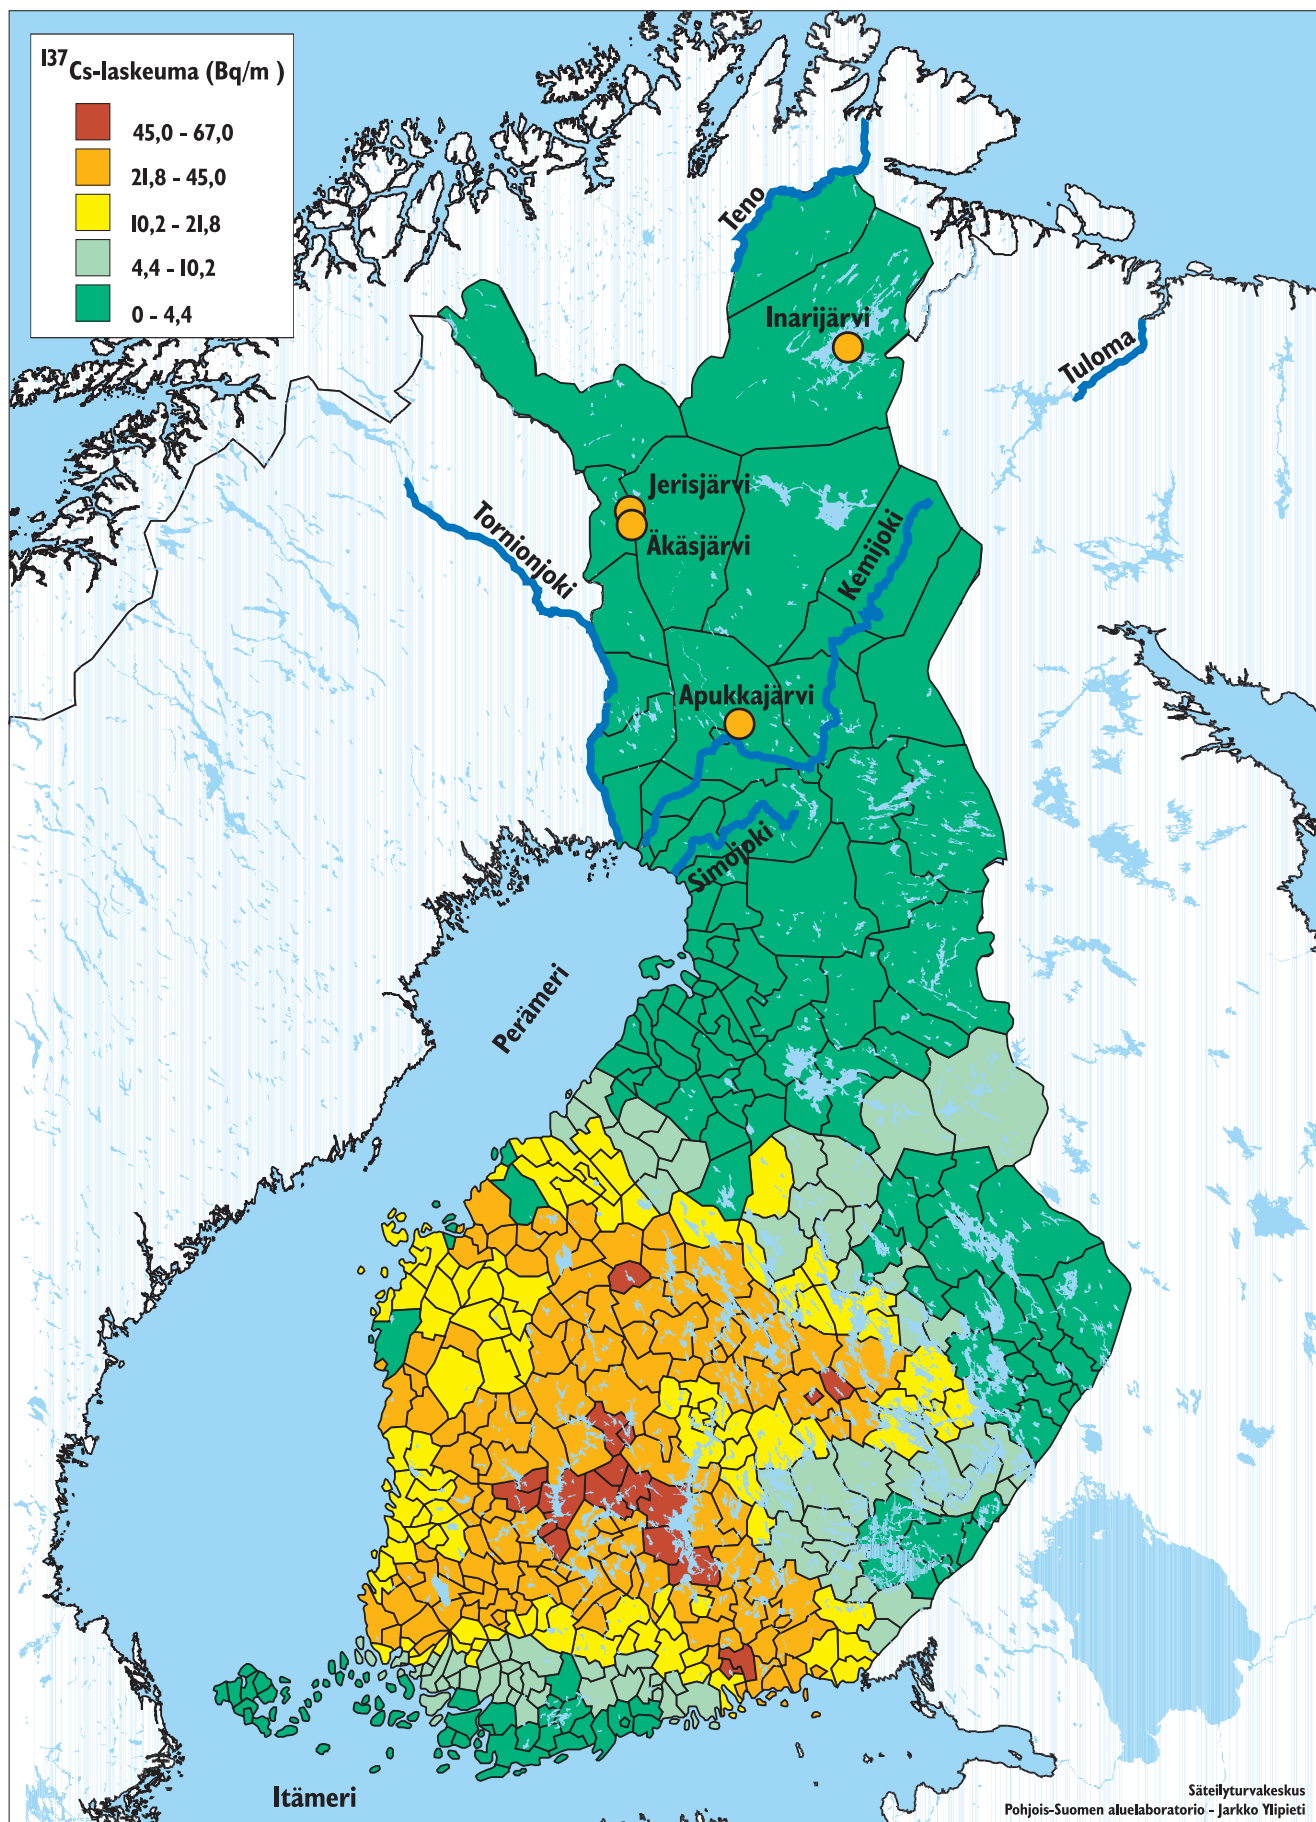 137 Cs-laskeuma (Bq/m )
45,0 - 67,0
21,8 - 45,0
10,2 - 21,8
4,4 - 10,2
0 - 4,4
Teno
Inarijärvi
Tuloma
Jerisjärvi
Äkäsjärvi
Tornionjoki
Kemijoki
Apukkajärvi
Simojoki
Perämeri
Itämeri
Säteilyturvakeskus
Pohjois-Suomen aluelaboratorio - Jarkko Ylipieti